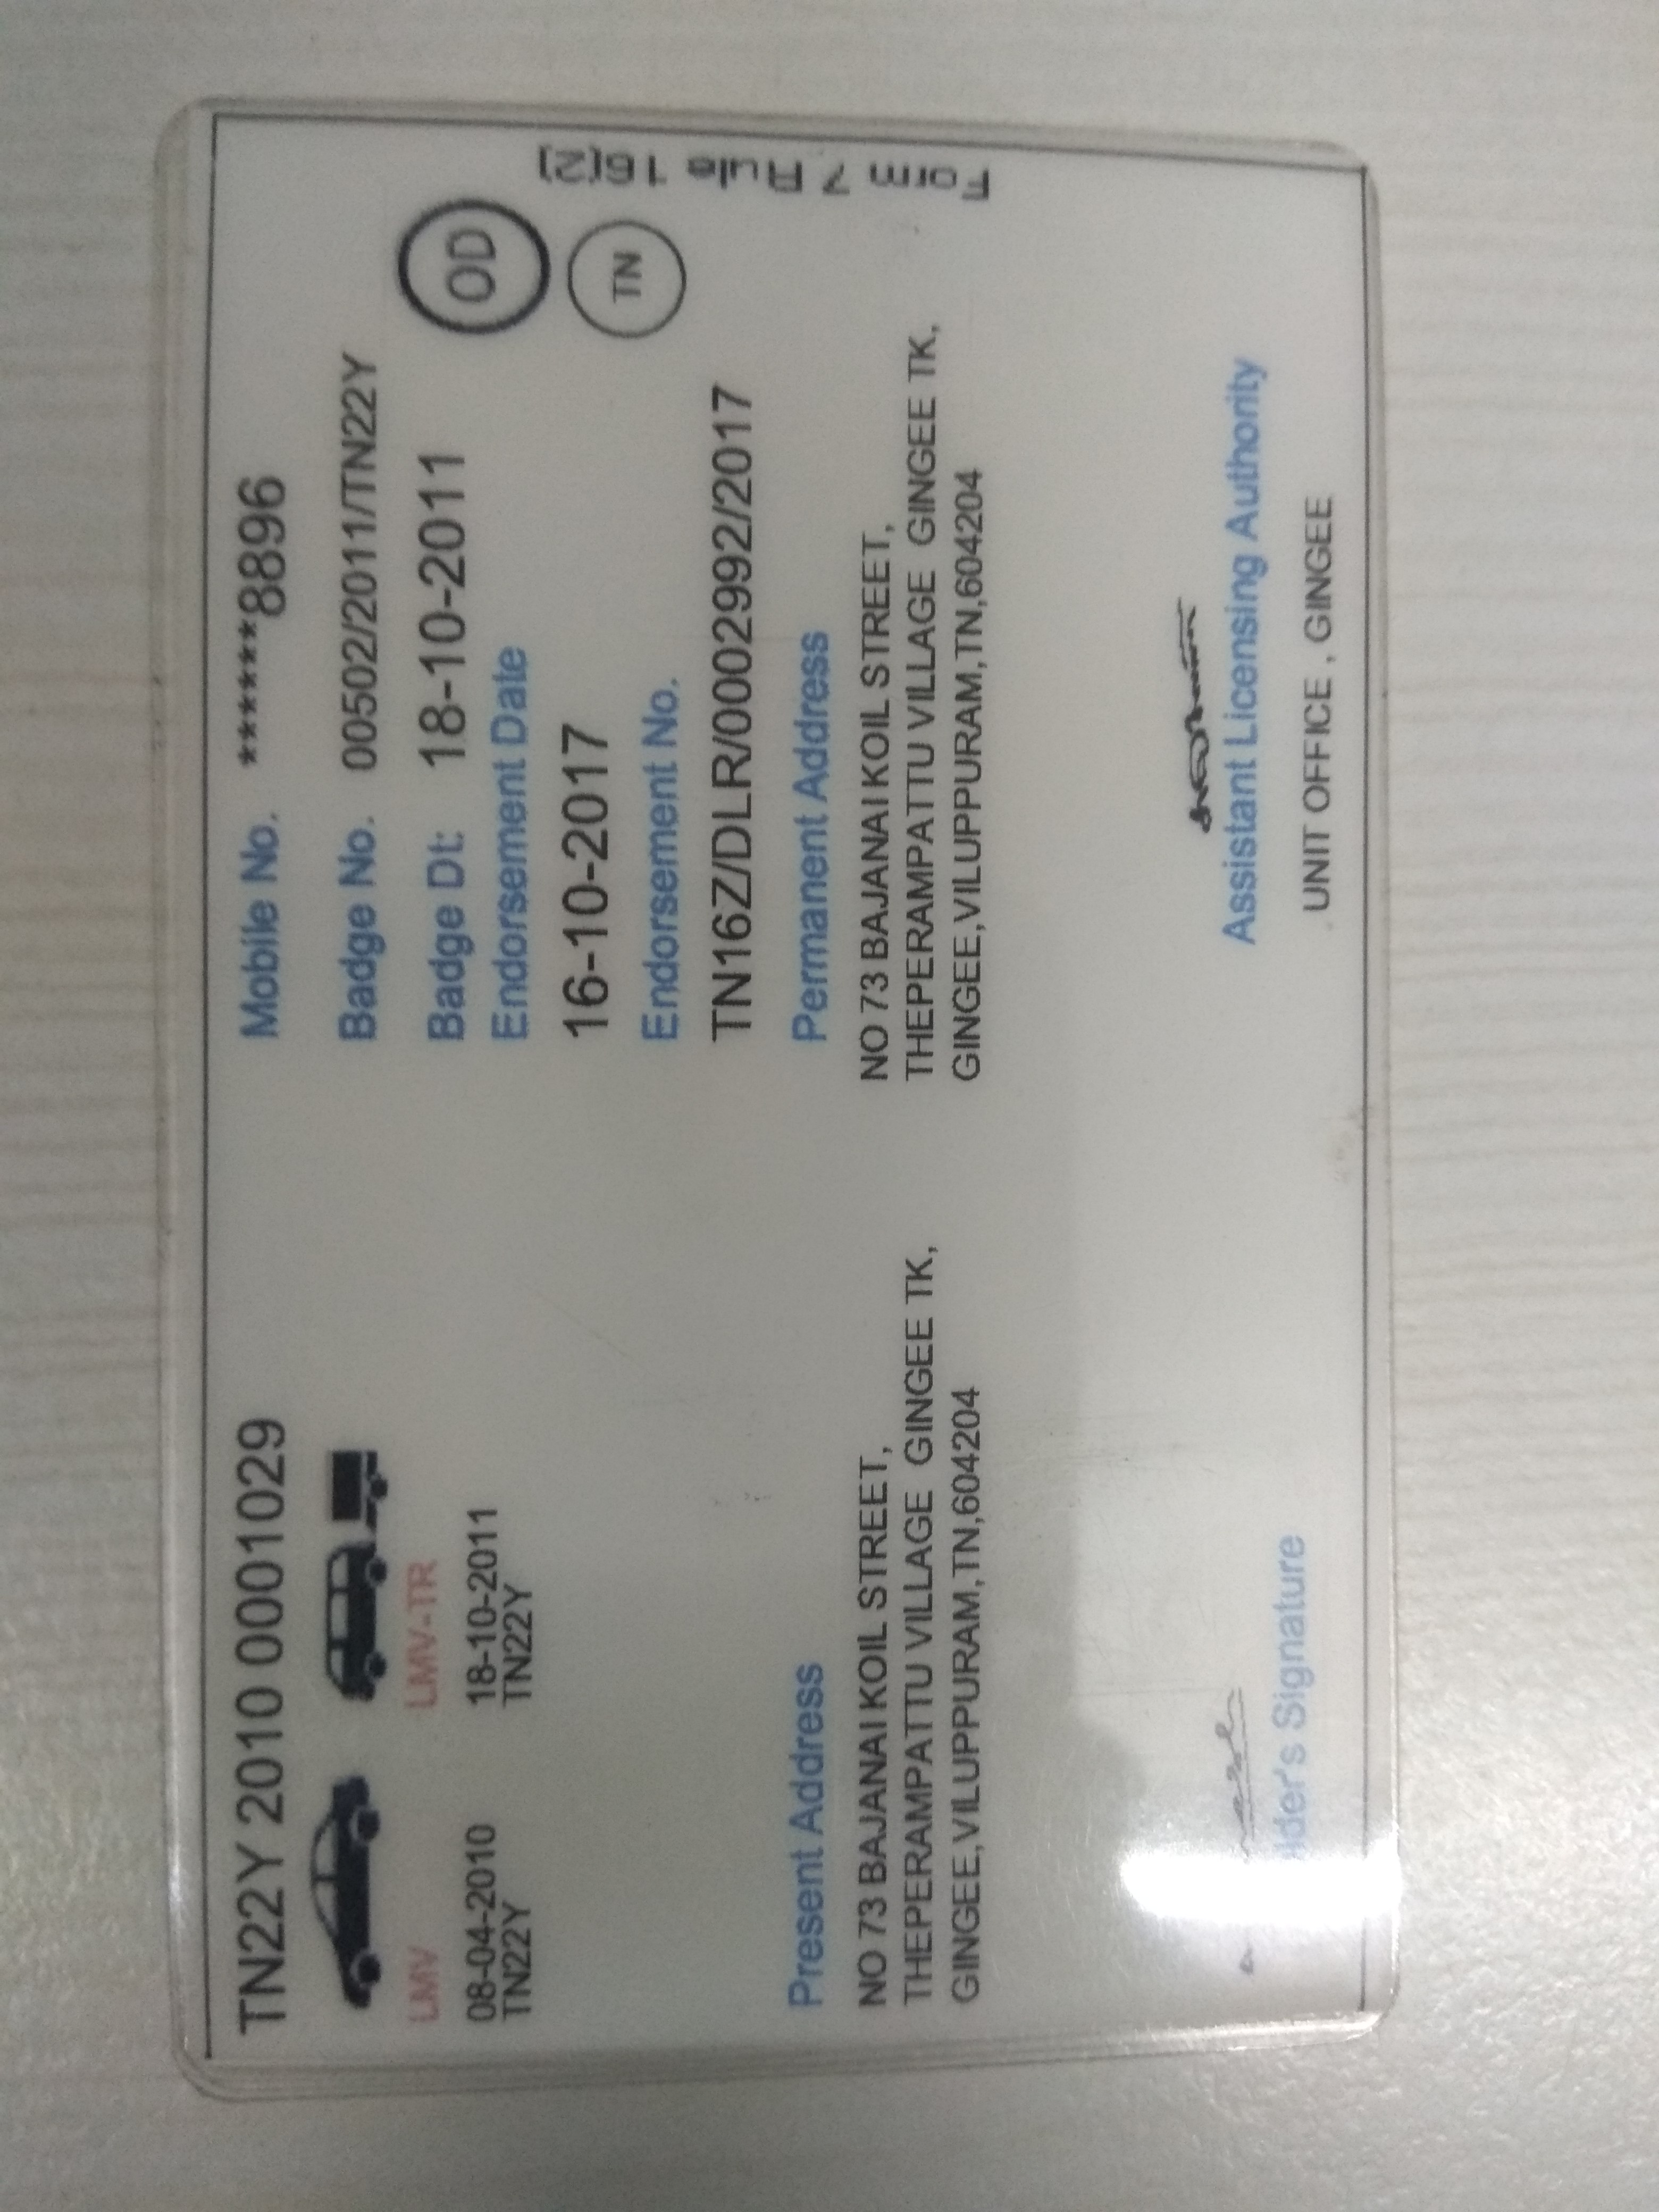 TN22Y 2010 0001029
Mobile No. ******8896
LMV
08-04-2010
TN22Y
LMV-TR
18-10-2011
TN22Y
Badge No. 00502/2011/TN22Y
Badge Dt: 18-10-2011
OD
Endorsement Date
16-10-2017
TN
Endorsement No.
TN16Z/DLR/0002992/2017
Form 7 Rule 16(2)
Present Address
NO 73 BAJANAI KOIL STREET,
THEPERAMPATTU VILLAGE GINGEE TK,
GINGEE,VILUPPURAM,TN,604204
Permanent Address
NO 73 BAJANAI KOIL STREET,
THEPERAMPATTU VILLAGE GINGEE TK,
GINGEE,VILUPPURAM,TN,604204
Signature
Assistant Licensing Authority
UNIT OFFICE , GINGEE